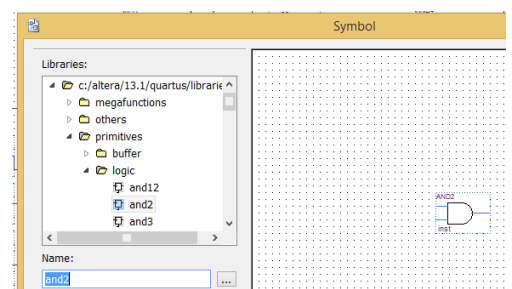 Symbol
Libraries:
c:/altera/13.1/quartus/librarie
megafunctions
others
primitives
buffer
logic
and12
and2
and3
Name:
and2
...
AND2
inst